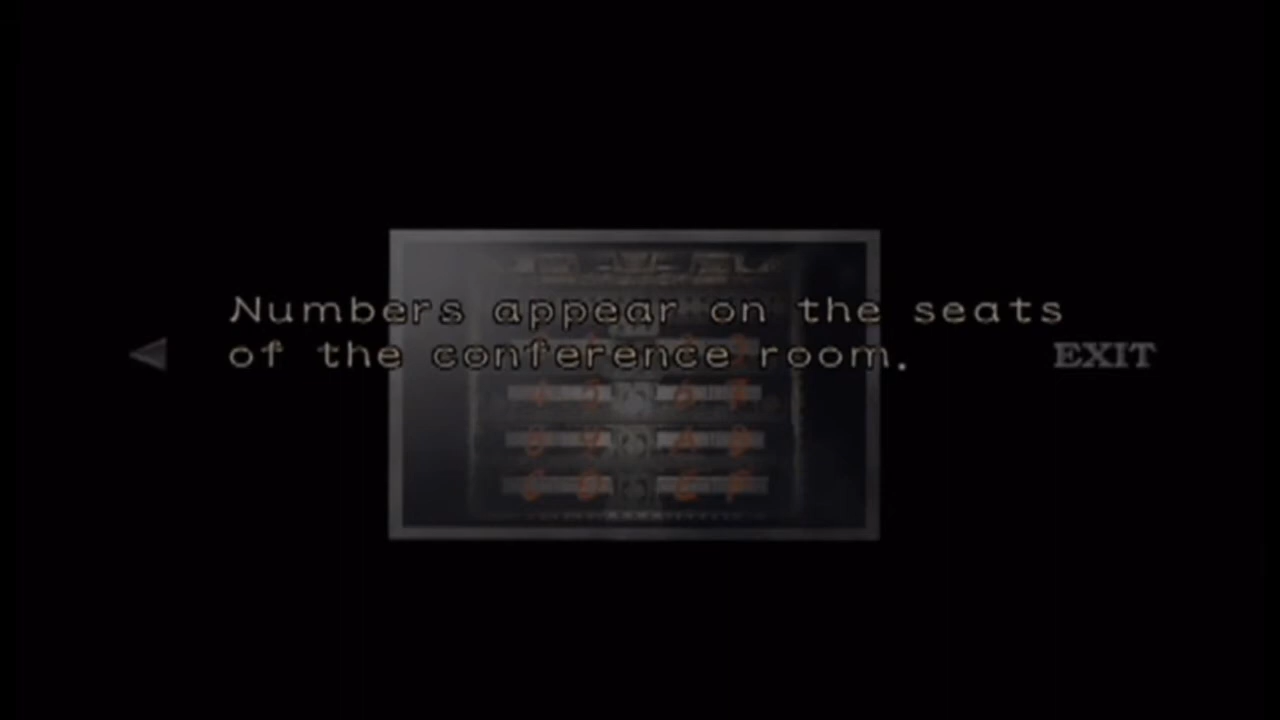 Numbers appear on the seats
of the conference room.
EXIT